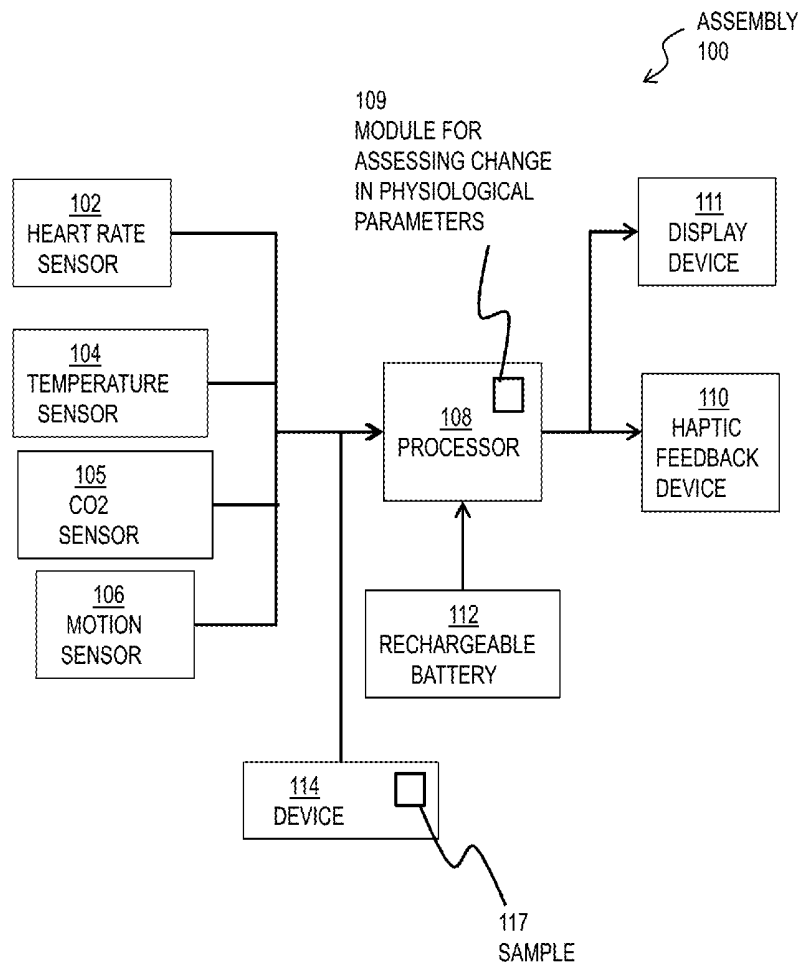 ASSEMBLY
100
109
MODULE FOR
ASSESSING CHANGE
IN PHYSIOLOGICAL
PARAMETERS
102
HEART RATE
SENSOR
111
DISPLAY
DEVICE
104
TEMPERATURE
SENSOR
108
PROCESSOR
110
HAPTIC
FEEDBACK
DEVICE
105
CO2
SENSOR
106
MOTION
SENSOR
112
RECHARGEABLE
BATTERY
114
DEVICE
117
SAMPLE